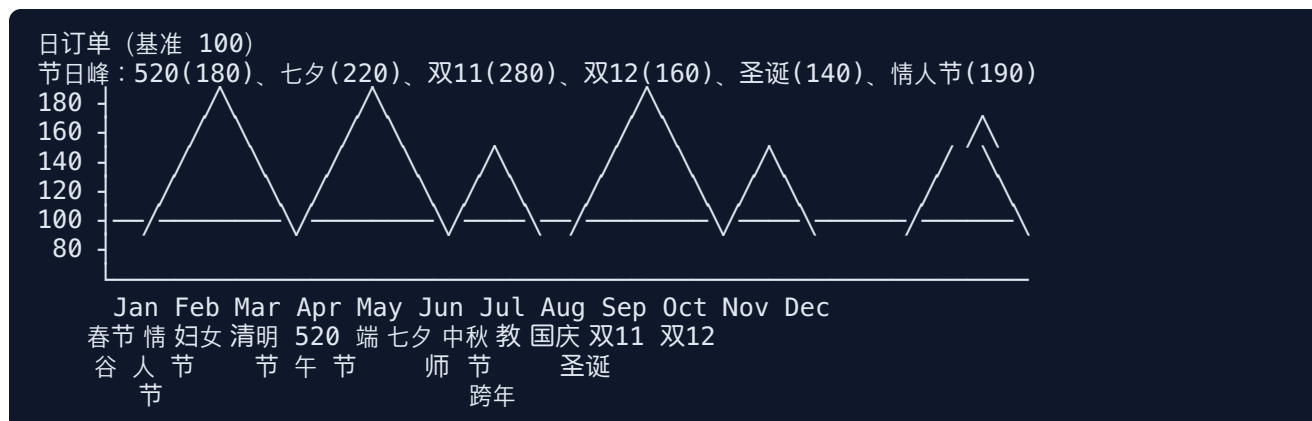 日订单 (基准 100)
节日峰：520(180)、七夕(220)、双11(280)、双12(160)、圣诞(140)、情人节(190)
180
160
140
120
100
80
Jan Feb Mar Apr May Jun Jul Aug Sep Oct Nov Dec
春节 情 妇女 清明 520 端 七夕 中秋 教 国庆 双11 双12
谷 人 节 节 午 节 师 节 圣诞
节 跨年